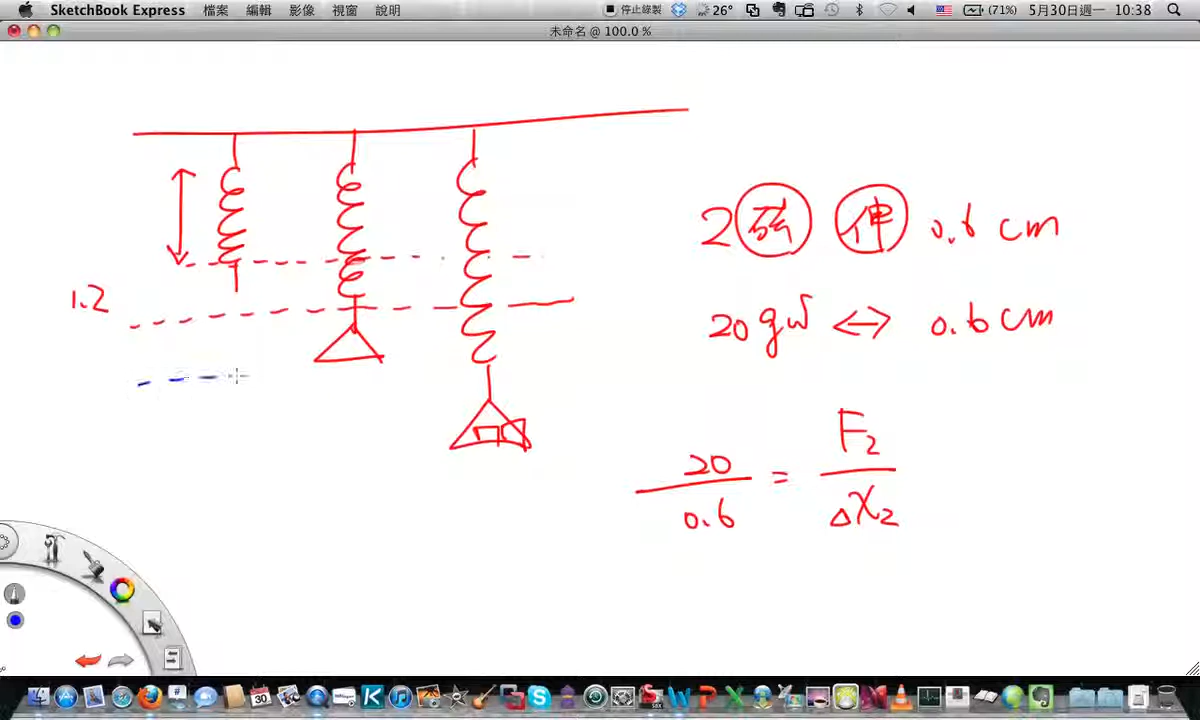 SketchBook Express 檔案 編輯 影像 視窗 說明 停止錄製 26° (71%) 5月30日週一 10:38
未命名 @ 100.0 %
2砝 伸 0.6 cm
1.2
20 gw ↔ 0.6 cm
20/0.6 = F₂/ΔX₂